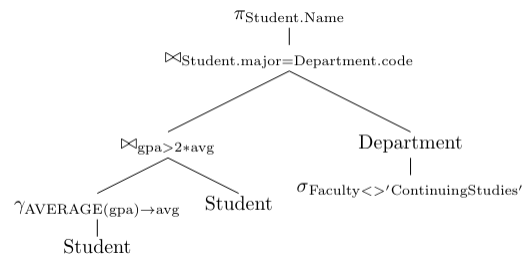 πStudent.Name
⋈Student.major=Department.code
⋈gpa>2∗avg
Department
γAVERAGE(gpa)→avg
Student
σFaculty<>′ContinuingStudies′
Student